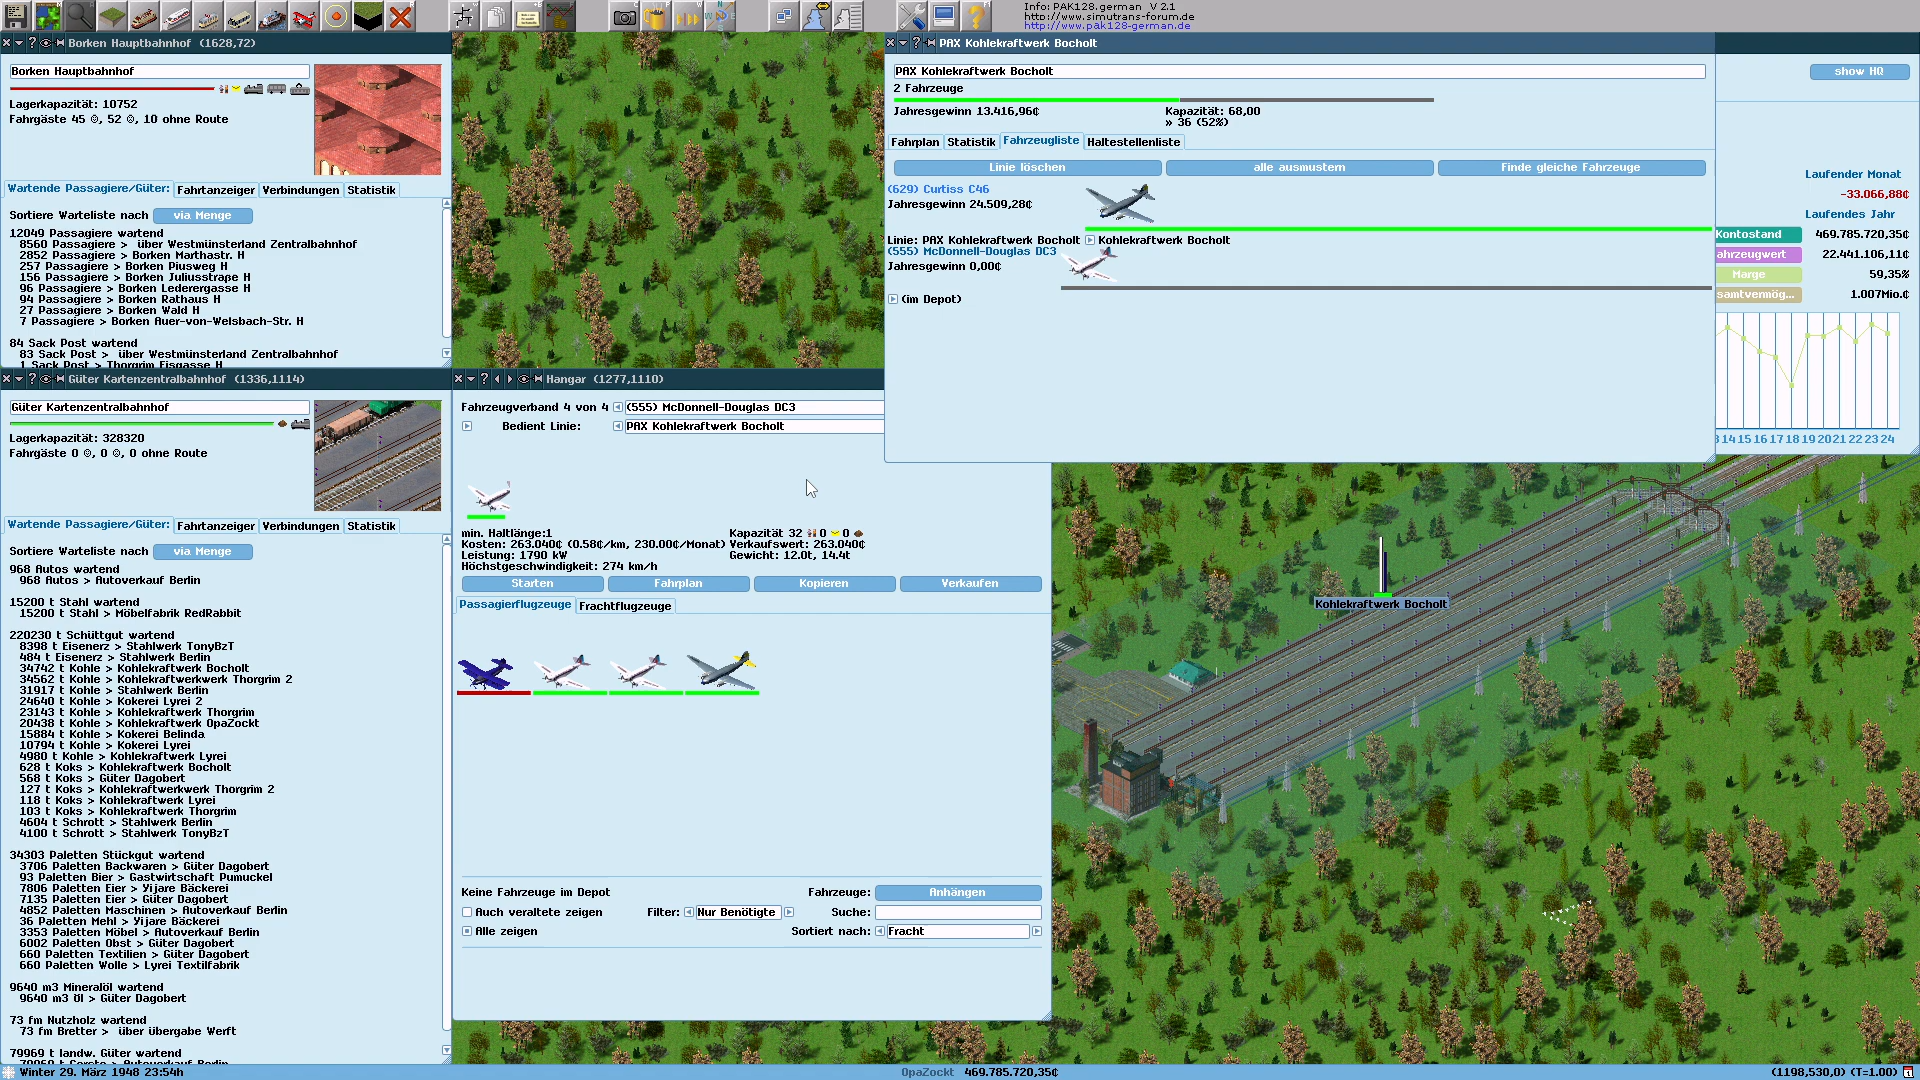 Info: PAK128.german V 2.1
http://www.simutrans-forum.de
http://www.pak128-german.de
Borken Hauptbahnhof (1628,72)
Borken Hauptbahnhof
Lagerkapazität: 10752
Fahrgäste 45 ☺, 52 ☹, 10 ohne Route
Wartende Passagiere/Güter: Fahrtanzeiger Verbindungen Statistik
Sortiere Warteliste nach via Menge
12049 Passagiere wartend
8560 Passagiere > über Westmünsterland Zentralbahnhof
2852 Passagiere > Borken Marthastr. H
257 Passagiere > Borken Piusweg H
156 Passagiere > Borken Juliusstraße H
96 Passagiere > Borken Lederergasse H
94 Passagiere > Borken Rathaus H
27 Passagiere > Borken Wald H
7 Passagiere > Borken Auer-von-Welsbach-Str. H
84 Sack Post wartend
83 Sack Post > über Westmünsterland Zentralbahnhof
1 Sack Post > Thorgrim Eisgasse H
Güter Kartenzentralbahnhof (1336,1114)
Güter Kartenzentralbahnhof
Lagerkapazität: 328320
Fahrgäste 0 ☺, 0 ☹, 0 ohne Route
Wartende Passagiere/Güter: Fahrtanzeiger Verbindungen Statistik
Sortiere Warteliste nach via Menge
968 Autos wartend
968 Autos > Autoverkauf Berlin
15200 t Stahl wartend
15200 t Stahl > Möbelfabrik RedRabbit
220230 t Schüttgut wartend
8398 t Eisenerz > Stahlwerk TonyBzT
484 t Eisenerz > Stahlwerk Berlin
34742 t Kohle > Kohlekraftwerk Bocholt
34562 t Kohle > Kohlekraftwerkwerk Thorgrim 2
31917 t Kohle > Stahlwerk Berlin
24640 t Kohle > Kokerei Lyrei 2
23143 t Kohle > Kohlekraftwerk Thorgrim
20438 t Kohle > Kohlekraftwerk OpaZockt
15884 t Kohle > Kokerei Belinda
10794 t Kohle > Kokerei Lyrei
4980 t Kohle > Kohlekraftwerk Lyrei
628 t Koks > Kohlekraftwerk Bocholt
568 t Koks > Güter Dagobert
127 t Koks > Kohlekraftwerkwerk Thorgrim 2
118 t Koks > Kohlekraftwerk Lyrei
103 t Koks > Kohlekraftwerk Thorgrim
4604 t Schrott > Stahlwerk Berlin
4100 t Schrott > Stahlwerk TonyBzT
34303 Paletten Stückgut wartend
3706 Paletten Backwaren > Güter Dagobert
93 Paletten Bier > Gastwirtschaft Pumuckel
7806 Paletten Eier > Yijare Bäckerei
7135 Paletten Eier > Güter Dagobert
4852 Paletten Maschinen > Autoverkauf Berlin
36 Paletten Mehl > Yijare Bäckerei
3353 Paletten Möbel > Autoverkauf Berlin
6002 Paletten Obst > Güter Dagobert
660 Paletten Textilien > Güter Dagobert
660 Paletten Wolle > Lyrei Textilfabrik
9640 m3 Mineralöl wartend
9640 m3 Öl > Güter Dagobert
73 fm Nutzholz wartend
73 fm Bretter > über Übergabe Werft
79969 t landw. Güter wartend
Hangar (1277,1110)
Fahrzeugverband 4 von 4 (555) McDonnell-Douglas DC3
Bedient Linie: PAX Kohlekraftwerk Bocholt
min. Haltlänge:1
Kapazität 32 0 0
Kosten: 263.040¢ (0.58¢/km, 230.00¢/Monat) Verkaufswert: 263.040¢
Leistung: 1790 kW
Gewicht: 12.0t, 14.4t
Höchstgeschwindigkeit: 274 km/h
Starten Fahrplan Kopieren Verkaufen
Passagierflugzeuge Frachtflugzeuge
Keine Fahrzeuge im Depot
Fahrzeuge: Anhängen
Auch veraltete zeigen
Filter: Nur Benötigte
Suche:
Alle zeigen
Sortiert nach: Fracht
PAX Kohlekraftwerk Bocholt
PAX Kohlekraftwerk Bocholt
2 Fahrzeuge
Jahresgewinn 13.416,96¢
Kapazität: 68,00
» 36 (52%)
Fahrplan Statistik Fahrzeugliste Haltestellenliste
Linie löschen alle ausmustern Finde gleiche Fahrzeuge
(629) Curtiss C46
Jahresgewinn 24.509,28¢
Linie: PAX Kohlekraftwerk Bocholt Kohlekraftwerk Bocholt
(555) McDonnell-Douglas DC3
Jahresgewinn 0,00¢
(im Depot)
show HQ
Laufender Monat
-33.066,88¢
Laufendes Jahr
Kontostand 469.785.720,35¢
ahrzeugwert 22.441.106,11¢
Marge 59,35%
samtvermög... 1.007Mio.¢
14 15 16 17 18 19 20 21 22 23 24
Kohlekraftwerk Bocholt
Winter 29. März 1948 23:54h
OpaZockt 469.785.720,35¢
(1198,530,0) (T=1.00)